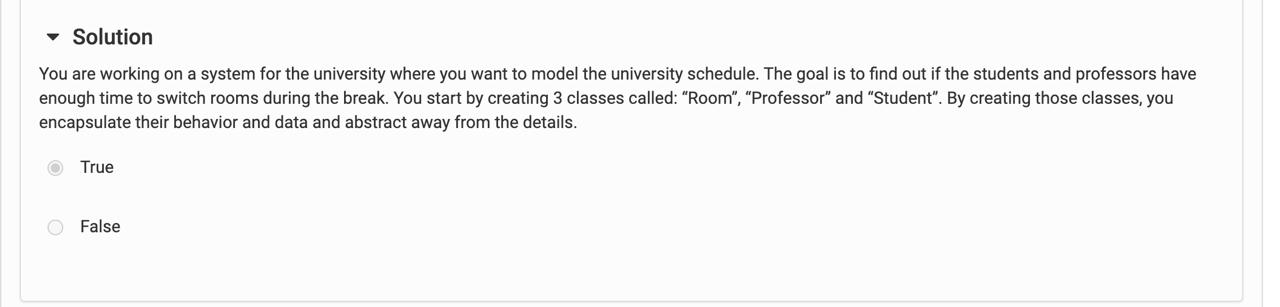 Solution
You are working on a system for the university where you want to model the university schedule. The goal is to find out if the students and professors have
enough time to switch rooms during the break. You start by creating 3 classes called: “Room”, “Professor” and “Student”. By creating those classes, you
encapsulate their behavior and data and abstract away from the details.
True
False